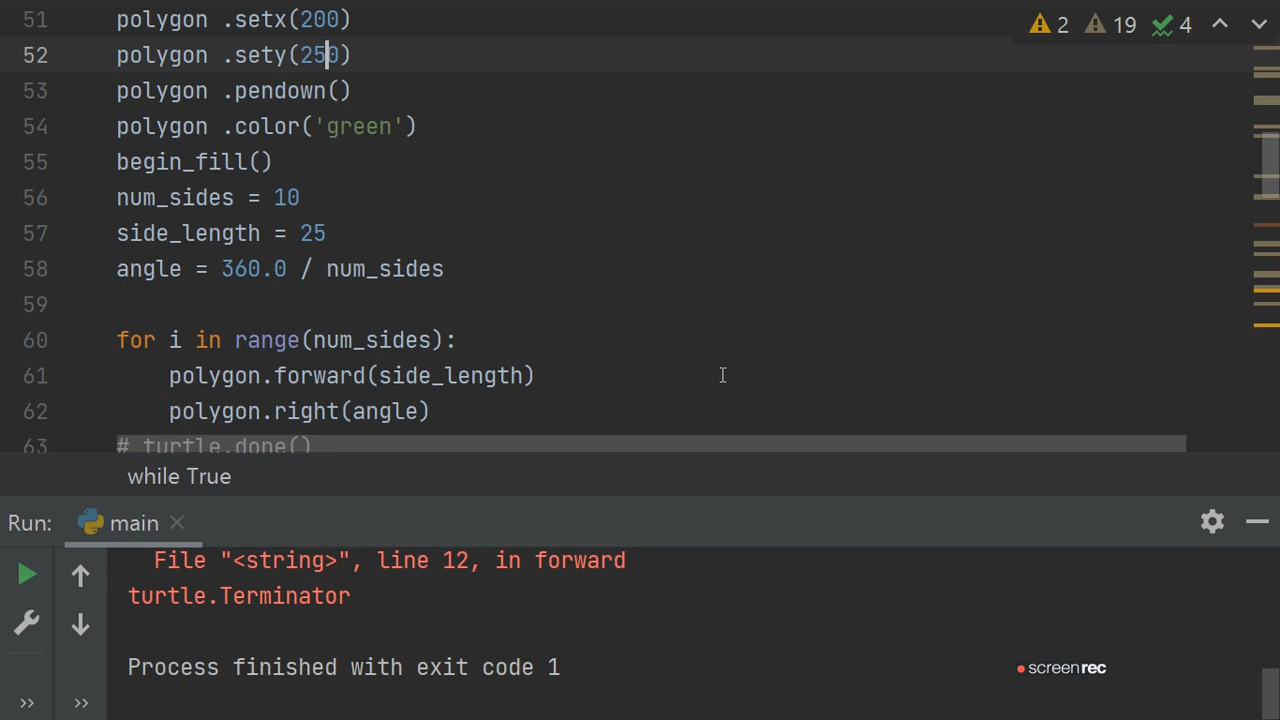 51 polygon .setx(200)
2 19 4
52 polygon .sety(250)
53 polygon .pendown()
54 polygon .color('green')
55 begin_fill()
56 num_sides = 10
57 side_length = 25
58 angle = 360.0 / num_sides
59
60 for i in range(num_sides):
61 polygon.forward(side_length)
62 polygon.right(angle)
63 # turtle.done()
while True
Run: main
File "<string>", line 12, in forward
turtle.Terminator
Process finished with exit code 1
screenrec